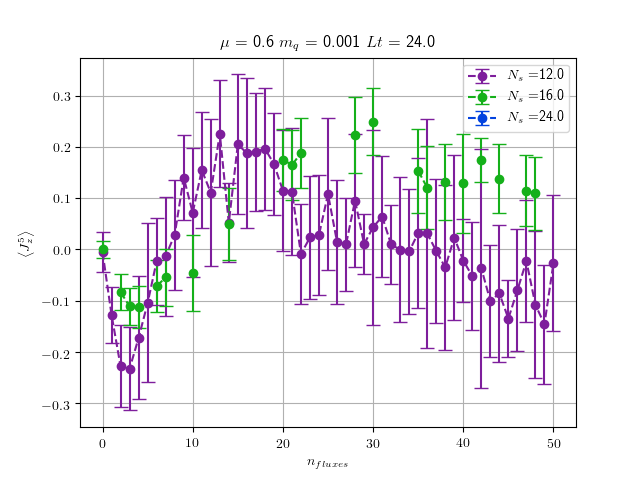 μ = 0.6 m_q = 0.001 Lt = 24.0
N_s =12.0
N_s =16.0
N_s =24.0
0.3
0.2
0.1
0.0
−0.1
−0.2
−0.3
⟨J_z^5⟩
0 10 20 30 40 50
n_{fluxes}